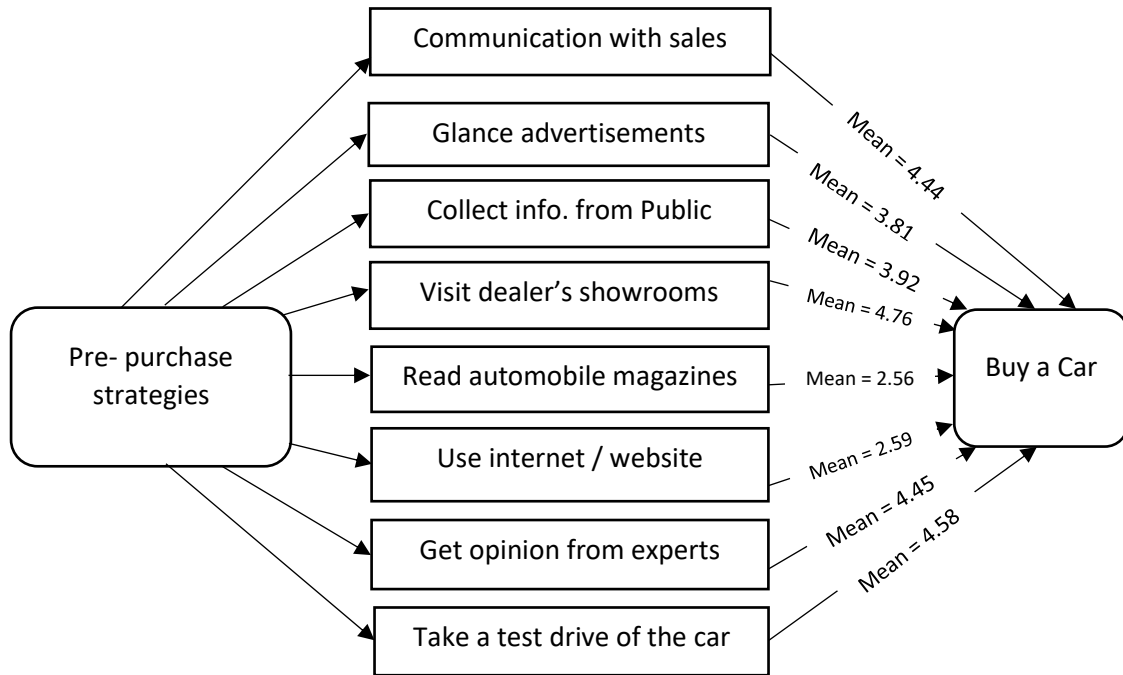 Communication with sales
Mean = 4.44
Glance advertisements
Mean = 3.81
Collect info. from Public
Mean = 3.92
Visit dealer’s showrooms
Mean = 4.76
Pre- purchase
strategies
Read automobile magazines
Mean = 2.56
Buy a Car
Use internet / website
Mean = 2.59
Get opinion from experts
Mean = 4.45
Take a test drive of the car
Mean = 4.58